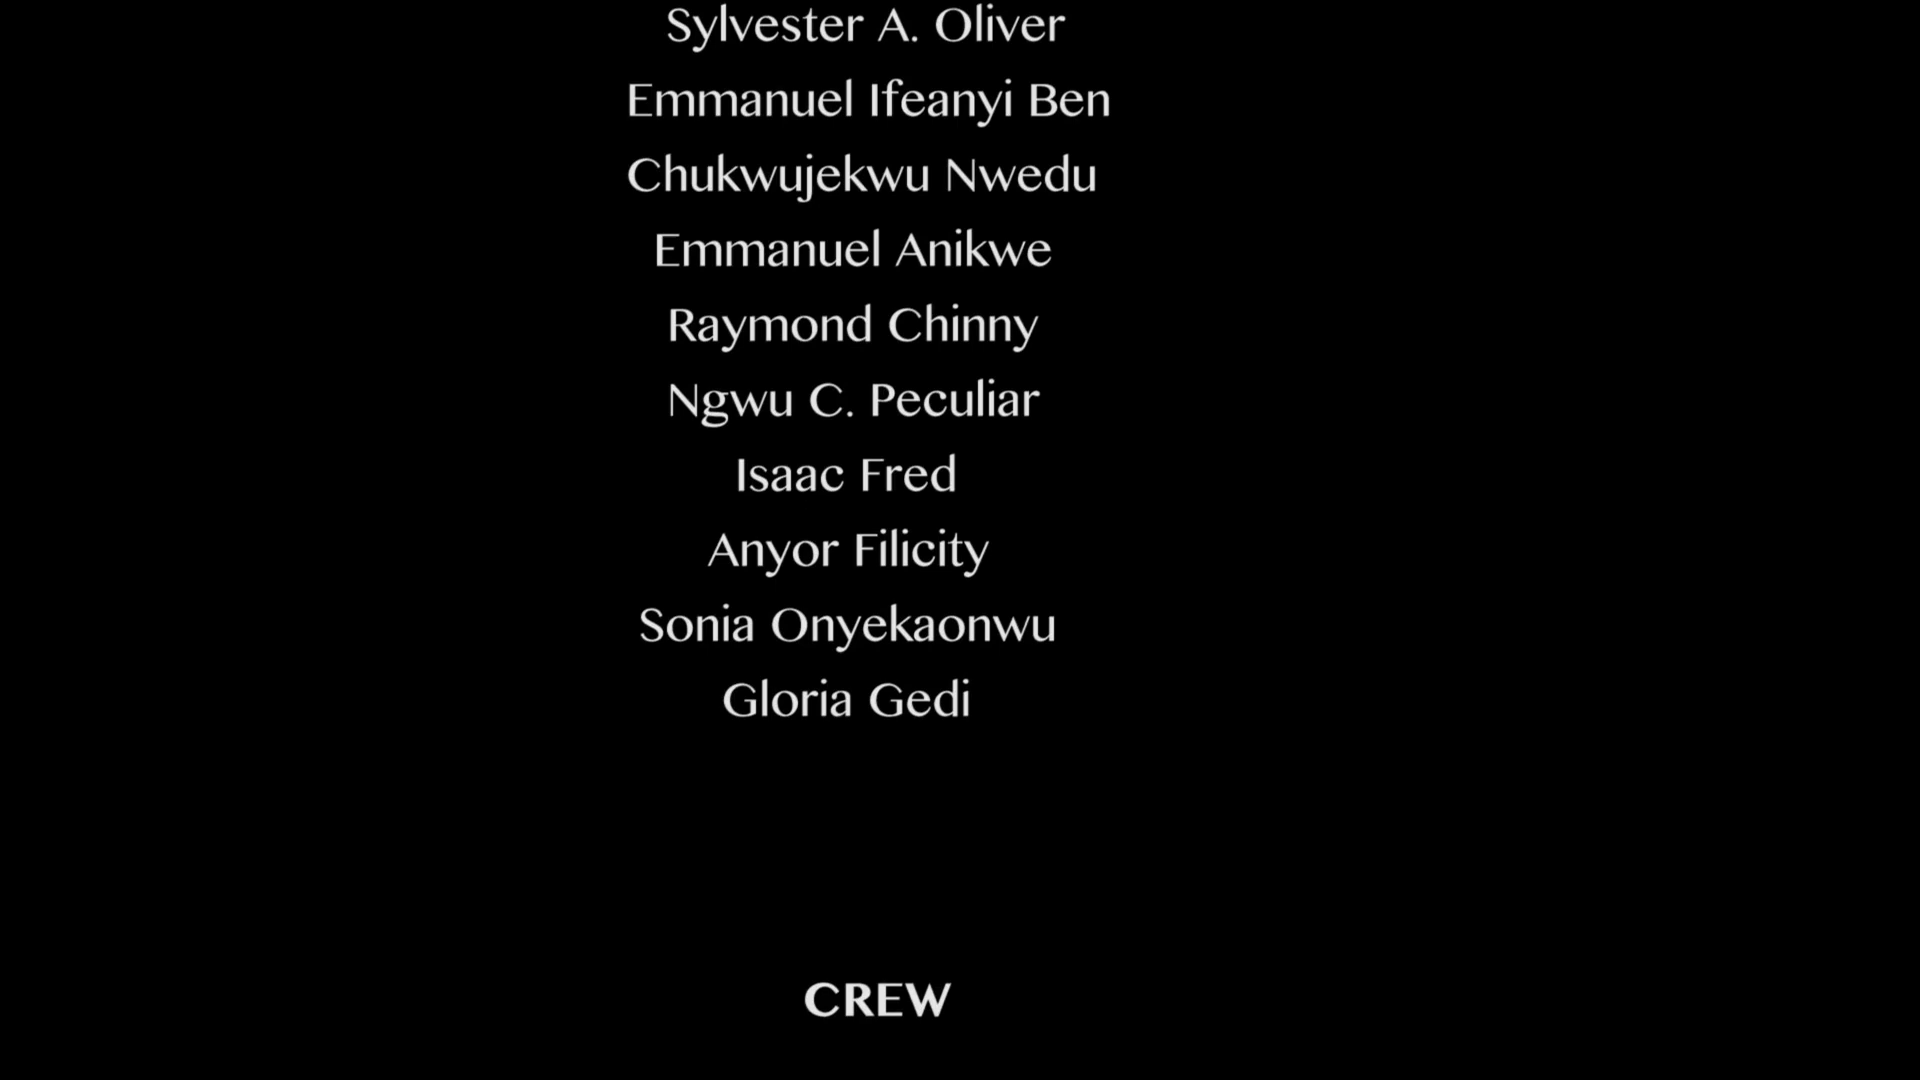 Sylvester A. Oliver
Emmanuel Ifeanyi Ben
Chukwujekwu Nwedu
Emmanuel Anikwe
Raymond Chinny
Ngwu C. Peculiar
Isaac Fred
Anyor Filicity
Sonia Onyekaonwu
Gloria Gedi
CREW